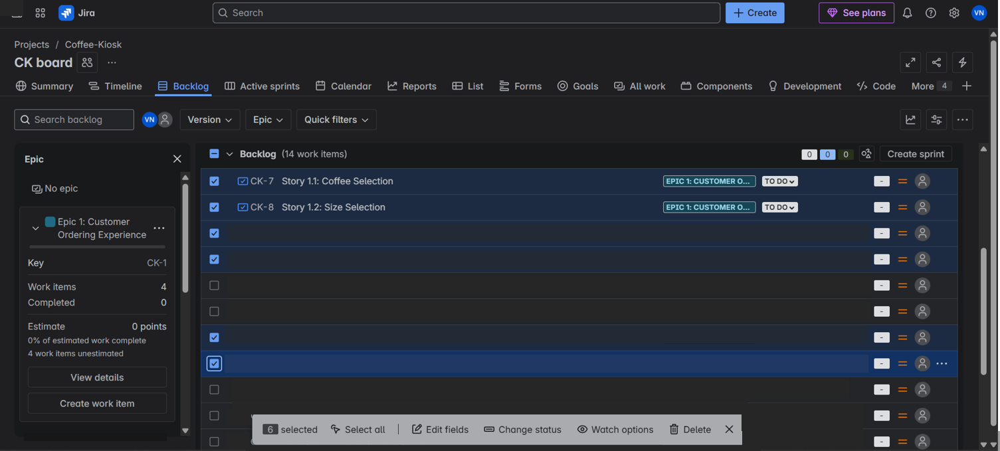 Jira
Search
Create
See plans
VN
Projects / Coffee-Kiosk
CK board
Summary
Timeline
Backlog
Active sprints
Calendar
Reports
List
Forms
Goals
All work
Components
Development
Code
More 4
Search backlog
VN
Version
Epic
Quick filters
Epic
No epic
Epic 1: Customer
Ordering Experience
Key CK-1
Work items 4
Completed 0
Estimate 0 points
0% of estimated work complete
4 work items unestimated
View details
Create work item
Backlog (14 work items)
0 0 0
Create sprint
CK-7 Story 1.1: Coffee Selection EPIC 1: CUSTOMER O... TO DO -
CK-8 Story 1.2: Size Selection EPIC 1: CUSTOMER O... TO DO -
-
-
-
-
-
-
-
-
-
6 selected Select all Edit fields Change status Watch options Delete